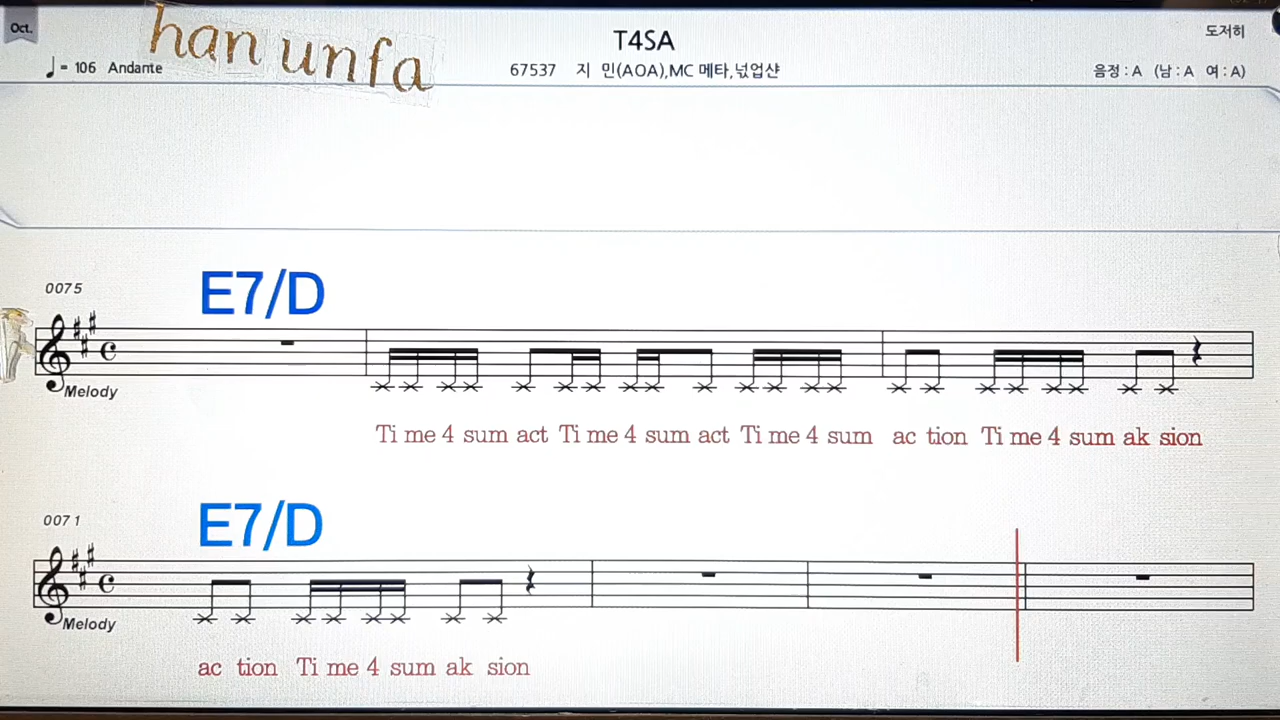 Oct.
han unfa
T4SA
도저히
♩= 106 Andante
67537 지 민(AOA),MC 메타,넋업샨
음정 : A (남 : A 여 : A)
E7/D
0075
Melody
Ti me 4 sum act Ti me 4 sum act Ti me 4 sum ac tion Ti me 4 sum ak sion
E7/D
0071
Melody
ac tion Ti me 4 sum ak sion